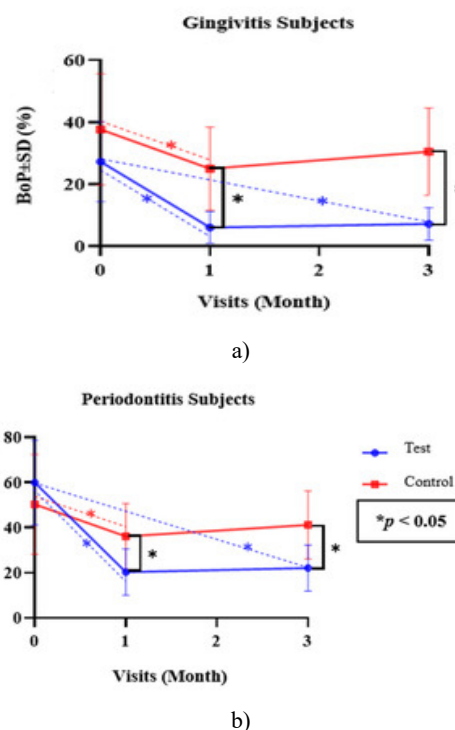 Gingivitis Subjects
60
40
20
0
BoP±SD (%)
*
*
*
*
0 1 2 3
Visits (Month)
a)
Periodontitis Subjects
80
60
40
20
0
*
*
*
*
*
0 1 2 3
Visits (Month)
Test
Control
*p < 0.05
b)